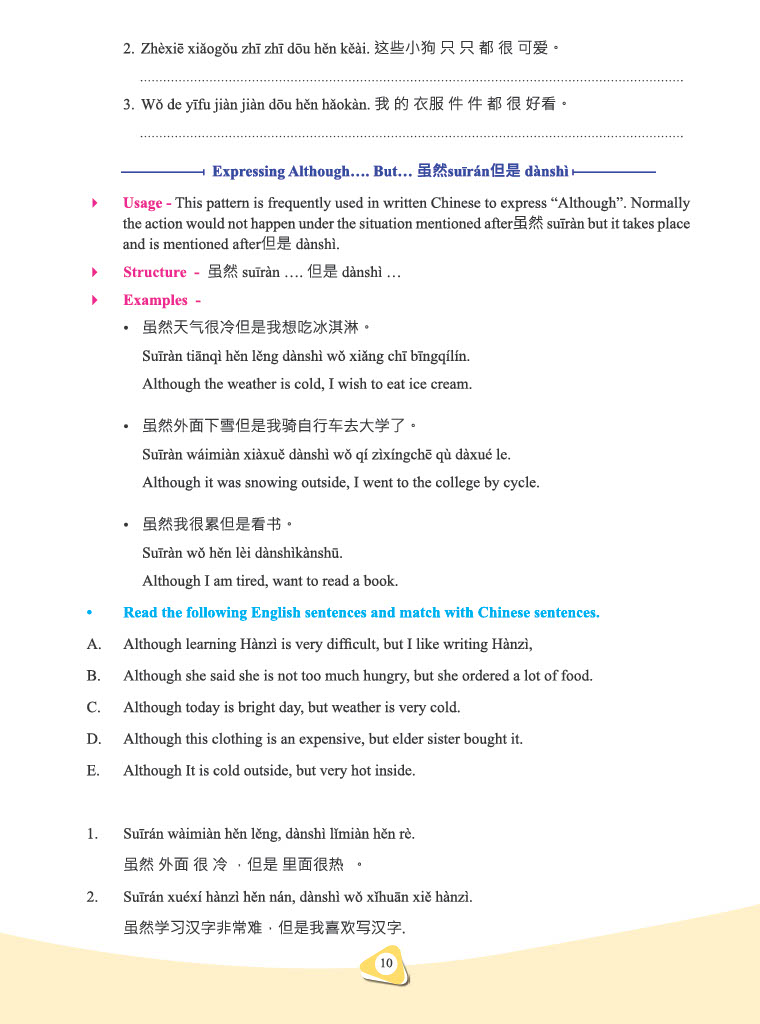 2. Zhèxiē xiǎogǒu zhī zhī dōu hěn kěài. 这些小狗 只 只 都 很 可爱。
3. Wǒ de yīfu jiàn jiàn dōu hěn hǎokàn. 我 的 衣服 件 件 都 很 好看。
Expressing Although…. But… 虽然suīrán但是 dànshì
Usage - This pattern is frequently used in written Chinese to express “Although”. Normally
the action would not happen under the situation mentioned after虽然 suīràn but it takes place
and is mentioned after但是 dànshì.
Structure - 虽然 suīràn …. 但是 dànshì …
Examples -
• 虽然天气很冷但是我想吃冰淇淋。
Suīràn tiānqì hěn lěng dànshì wǒ xiǎng chī bīngqílín.
Although the weather is cold, I wish to eat ice cream.
• 虽然外面下雪但是我骑自行车去大学了。
Suīràn wáimiàn xiàxuě dànshì wǒ qí zìxíngchē qù dàxué le.
Although it was snowing outside, I went to the college by cycle.
• 虽然我很累但是看书。
Suīràn wǒ hěn lèi dànshìkànshū.
Although I am tired, want to read a book.
• Read the following English sentences and match with Chinese sentences.
A. Although learning Hànzì is very difficult, but I like writing Hànzì,
B. Although she said she is not too much hungry, but she ordered a lot of food.
C. Although today is bright day, but weather is very cold.
D. Although this clothing is an expensive, but elder sister bought it.
E. Although It is cold outside, but very hot inside.
1. Suīrán wàimiàn hěn lěng, dànshì lǐmiàn hěn rè.
虽然 外面 很 冷 ，但是 里面很热 。
2. Suīrán xuéxí hànzì hěn nán, dànshì wǒ xǐhuān xiě hànzì.
虽然学习汉字非常难，但是我喜欢写汉字.
10